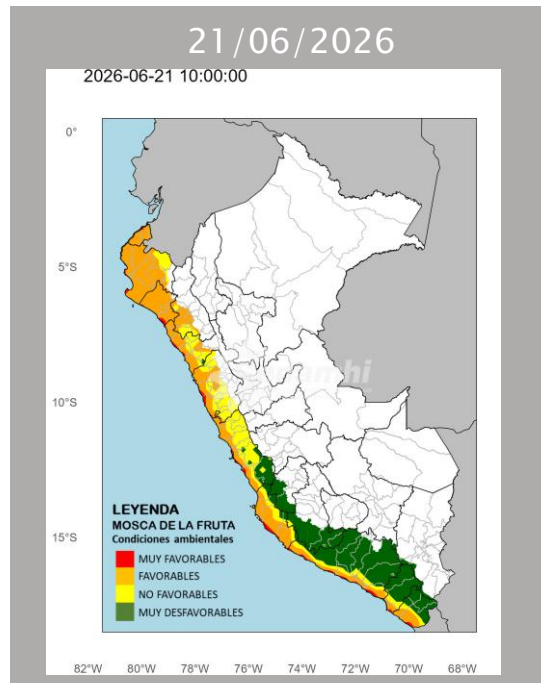 21/06/2026
2026-06-21 10:00:00
0°
5°S
10°S
15°S
LEYENDA
MOSCA DE LA FRUTA
Condiciones ambientales
MUY FAVORABLES
FAVORABLES
NO FAVORABLES
MUY DESFAVORABLES
82°W 80°W 78°W 76°W 74°W 72°W 70°W 68°W